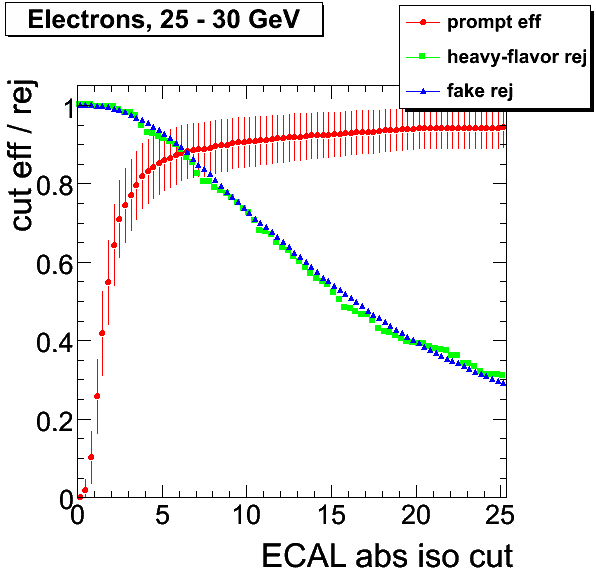 Electrons, 25 - 30 GeV
prompt eff
heavy-flavor rej
fake rej
cut eff / rej
1
0.8
0.6
0.4
0.2
0
0 5 10 15 20 25
ECAL abs iso cut